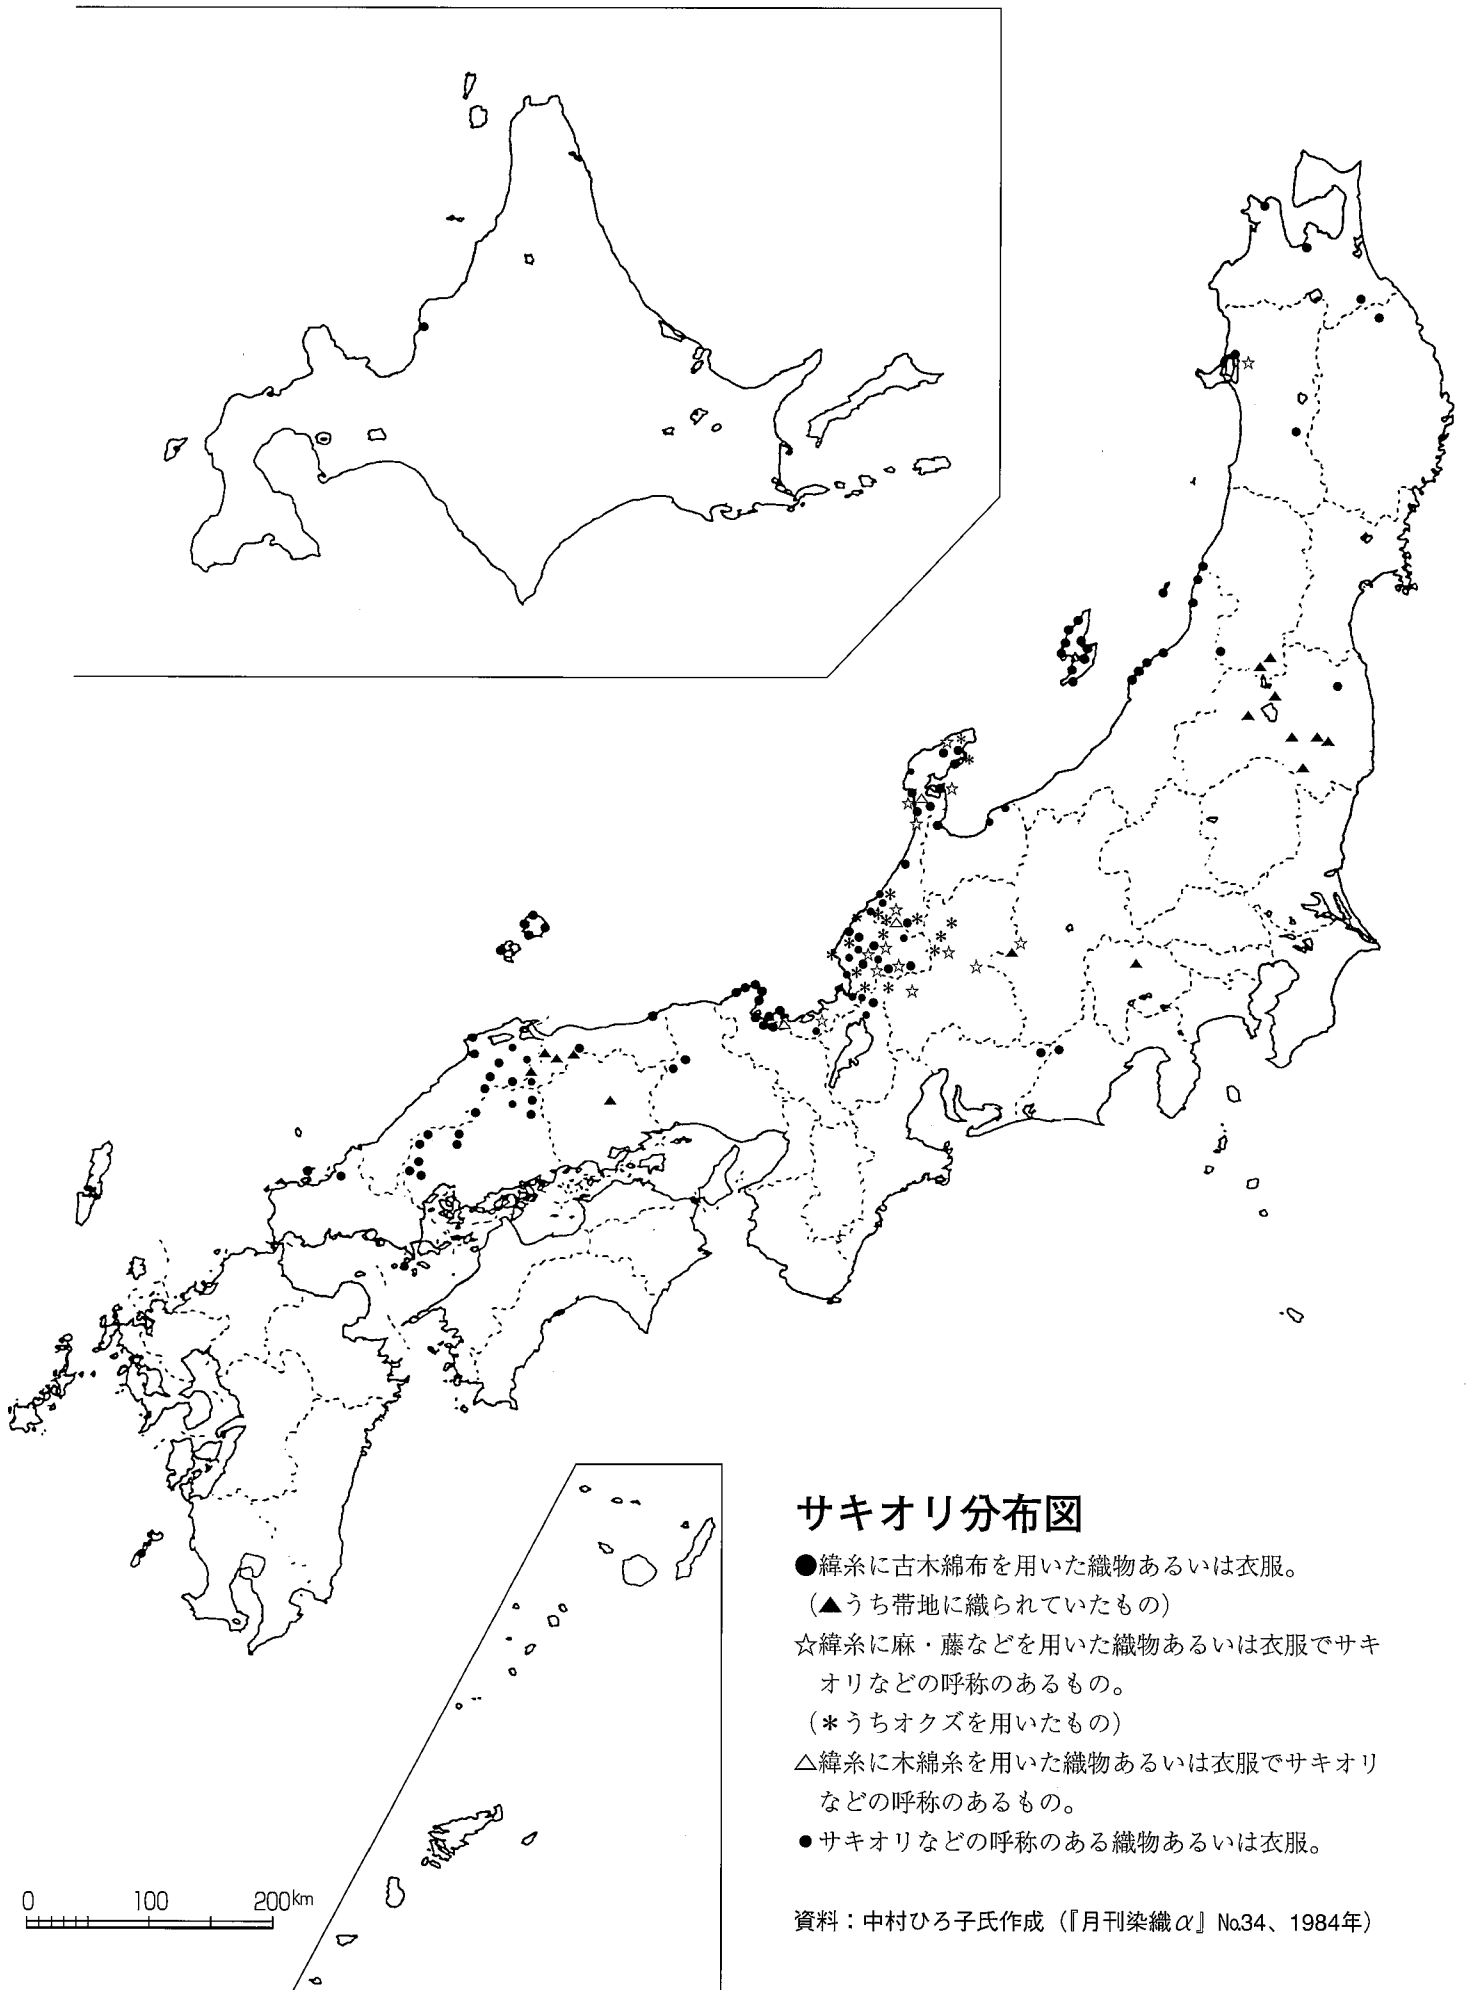 サキオリ分布図
●緯糸に古木綿布を用いた織物あるいは衣服。
（▲うち帯地に織られていたもの）
☆緯糸に麻・藤などを用いた織物あるいは衣服でサキ
オリなどの呼称のあるもの。
（＊うちオクズを用いたもの）
△緯糸に木綿糸を用いた織物あるいは衣服でサキオリ
などの呼称のあるもの。
●サキオリなどの呼称のある織物あるいは衣服。
0 100 200km
資料：中村ひろ子氏作成（『月刊染織α』№34、1984年）